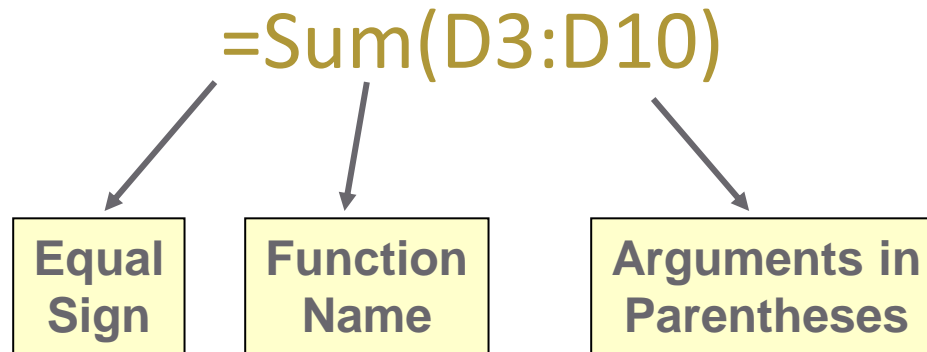 =Sum(D3:D10)
Equal
Sign
Function
Name
Arguments in
Parentheses